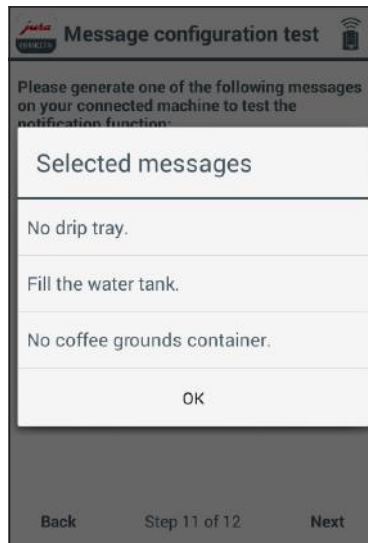 jura
Message configuration test
Please generate one of the following messages
on your connected machine to test the
notification function:
Selected messages
No drip tray.
Fill the water tank.
No coffee grounds container.
OK
Back Step 11 of 12 Next